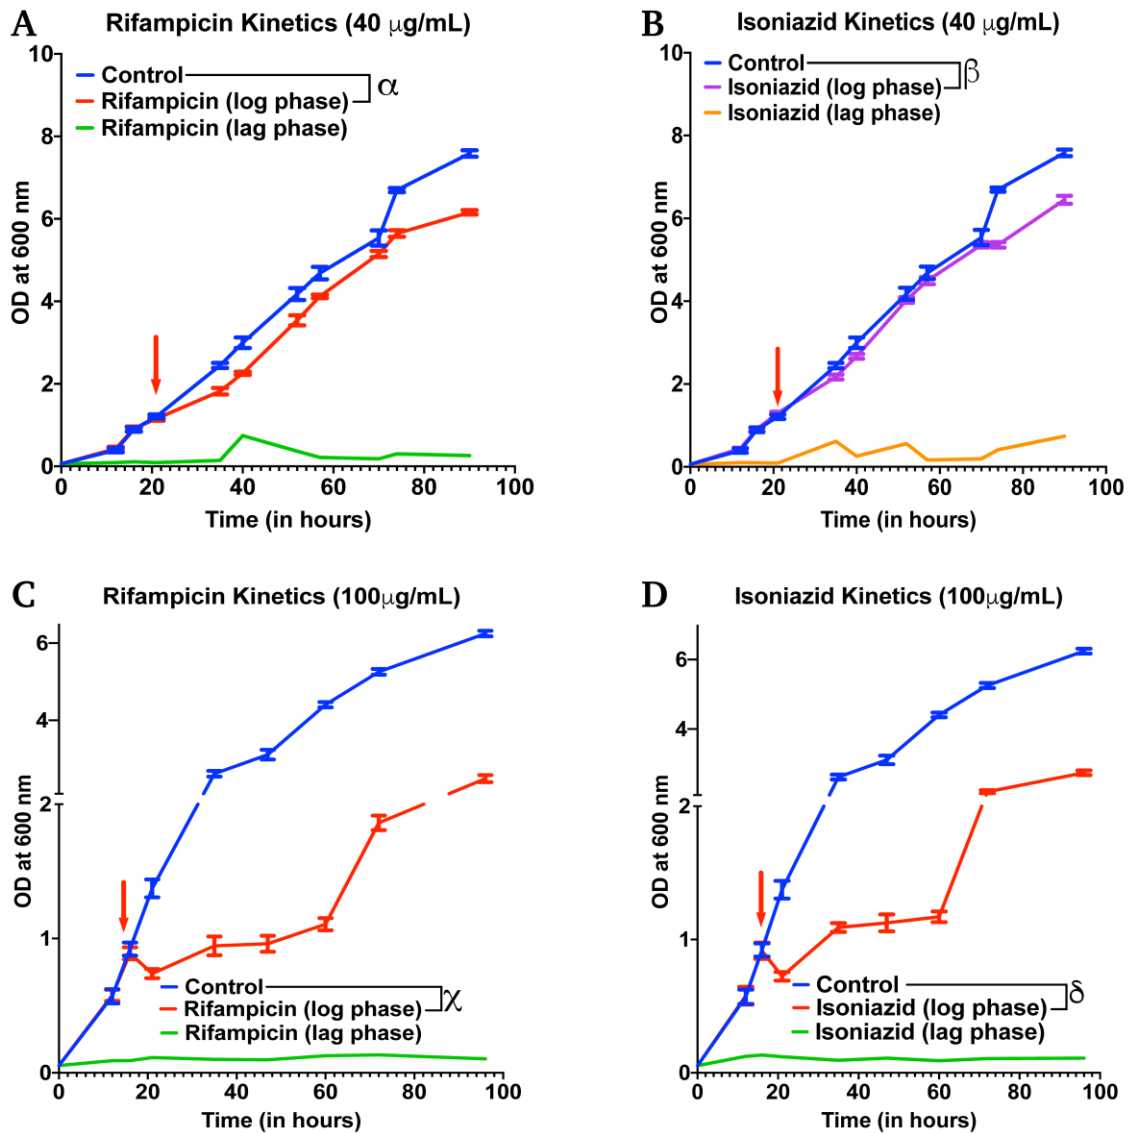 A Rifampicin Kinetics (40 μg/mL)
10
8
6
4
2
0
OD at 600 nm
Control
Rifampicin (log phase)
α
Rifampicin (lag phase)
0 20 40 60 80 100
Time (in hours)
B Isoniazid Kinetics (40 μg/mL)
10
8
6
4
2
0
OD at 600 nm
Control
Isoniazid (log phase)
β
Isoniazid (lag phase)
0 20 40 60 80 100
Time (in hours)
C Rifampicin Kinetics (100μg/mL)
6
4
2
1
0
OD at 600 nm
Control
Rifampicin (log phase)
χ
Rifampicin (lag phase)
0 20 40 60 80 100
Time (in hours)
D Isoniazid Kinetics (100μg/mL)
6
4
2
1
0
OD at 600 nm
Control
Isoniazid (log phase)
δ
Isoniazid (lag phase)
0 20 40 60 80 100
Time (in hours)